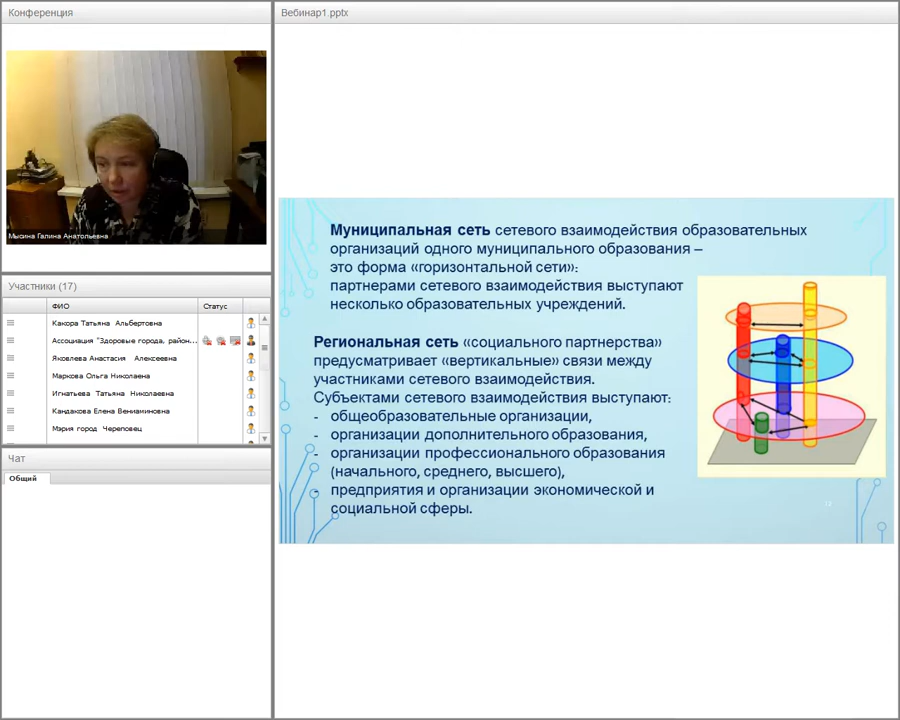 Конференция
Мысина Галина Анатольевна
Участники (17)
ФИО
Статус
Какора Татьяна Альбертовна
Ассоциация "Здоровые города, район...
Яковлева Анастасия Алексеевна
Маркова Ольга Николаевна
Игнатьева Татьяна Николаевна
Кандакова Елена Вениаминовна
Мэрия город Череповец
Чат
Общий
Вебинар1.pptx
Муниципальная сеть сетевого взаимодействия образовательных
организаций одного муниципального образования –
это форма «горизонтальной сети»:
партнерами сетевого взаимодействия выступают
несколько образовательных учреждений.
Региональная сеть «социального партнерства»
предусматривает «вертикальные» связи между
участниками сетевого взаимодействия.
Субъектами сетевого взаимодействия выступают:
- общеобразовательные организации,
- организации дополнительного образования,
- организации профессионального образования
(начального, среднего, высшего),
- предприятия и организации экономической и
социальной сферы.